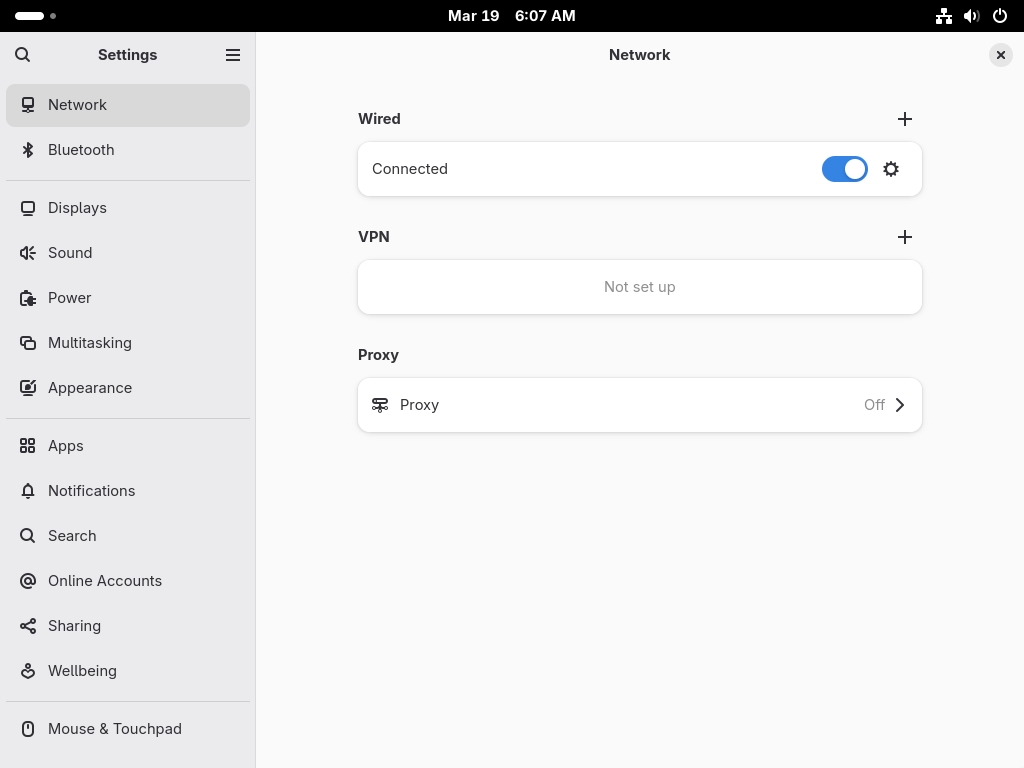 Mar 19 6:07 AM
Settings
Network
Bluetooth
Displays
Sound
Power
Multitasking
Appearance
Apps
Notifications
Search
Online Accounts
Sharing
Wellbeing
Mouse & Touchpad
Network
Wired
Connected
VPN
Not set up
Proxy
Proxy Off